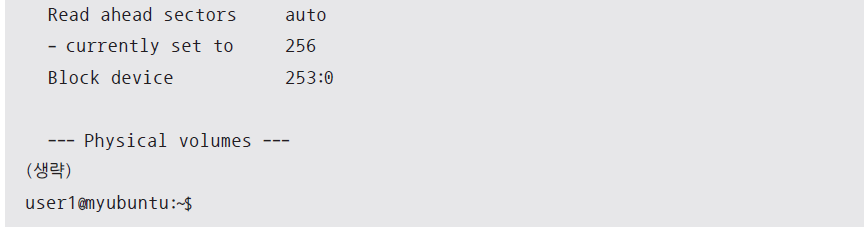 Read ahead sectors auto
- currently set to 256
Block device 253:0
--- Physical volumes ---
(생략)
user1@myubuntu:~$